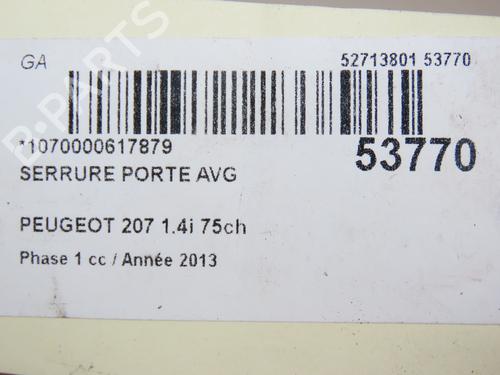 GA
52713801 53770
*1070000617879
53770
SERRURE PORTE AVG
PEUGEOT 207 1.4i 75ch
Phase 1 cc / Année 2013
B-PARTS